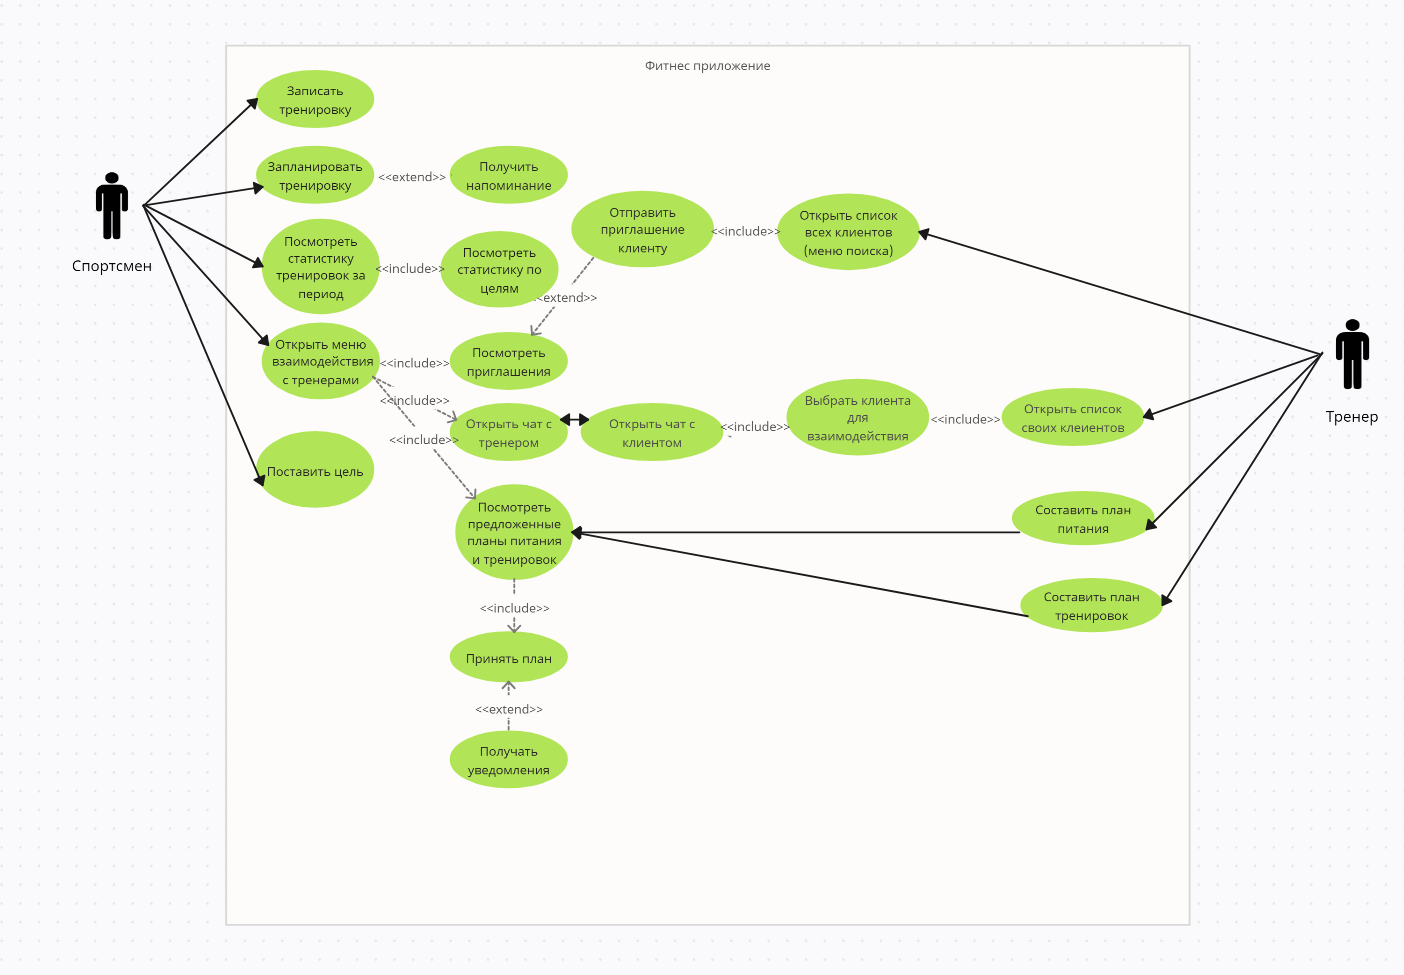 Фитнес приложение
Записать
тренировку
Запланировать
тренировку
<<extend>>
Получить
напоминание
Спортсмен
Посмотреть
статистику
тренировок за
период
<<include>>
Посмотреть
статистику по
целям
Отправить
приглашение
клиенту
<<include>>
Открыть список
всех клиентов
(меню поиска)
<<extend>>
Открыть меню
взаимодействия
с тренерами
<<include>>
Посмотреть
приглашения
<<include>>
Открыть чат с
тренером
Открыть чат с
клиентом
<<include>>
Выбрать клиента
для
взаимодействия
<<include>>
Открыть список
своих клеиентов
Тренер
<<include>>
Поставить цель
Посмотреть
предложенные
планы питания
и тренировок
Составить план
питания
Составить план
тренировок
<<include>>
Принять план
<<extend>>
Получать
уведомления